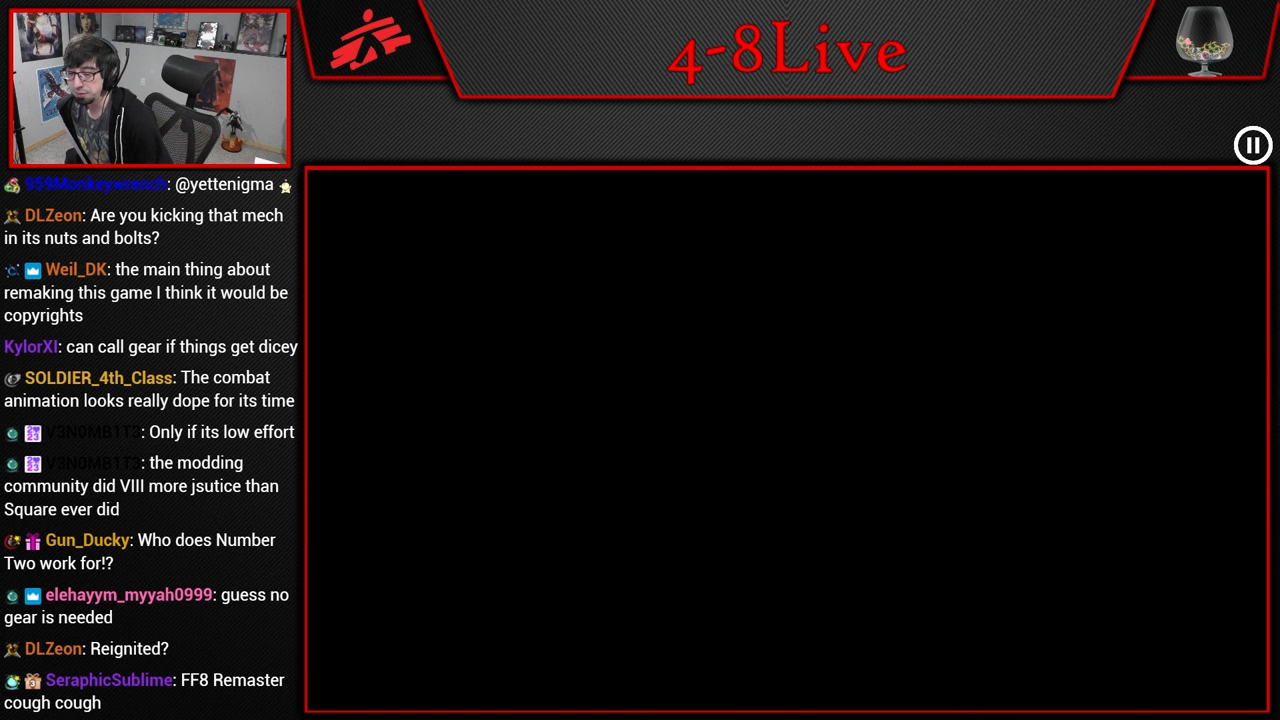 4-8Live
959Monkeywrench: @yettenigma
DLZeon: Are you kicking that mech
in its nuts and bolts?
Weil_DK: the main thing about
remaking this game I think it would be
copyrights
KylorXI: can call gear if things get dicey
SOLDIER_4th_Class: The combat
animation looks really dope for its time
V3N0MB1T3: Only if its low effort
V3N0MB1T3: the modding
community did VIII more jsutice than
Square ever did
Gun_Ducky: Who does Number
Two work for!?
elehayym_myyah0999: guess no
gear is needed
DLZeon: Reignited?
SeraphicSublime: FF8 Remaster
cough cough